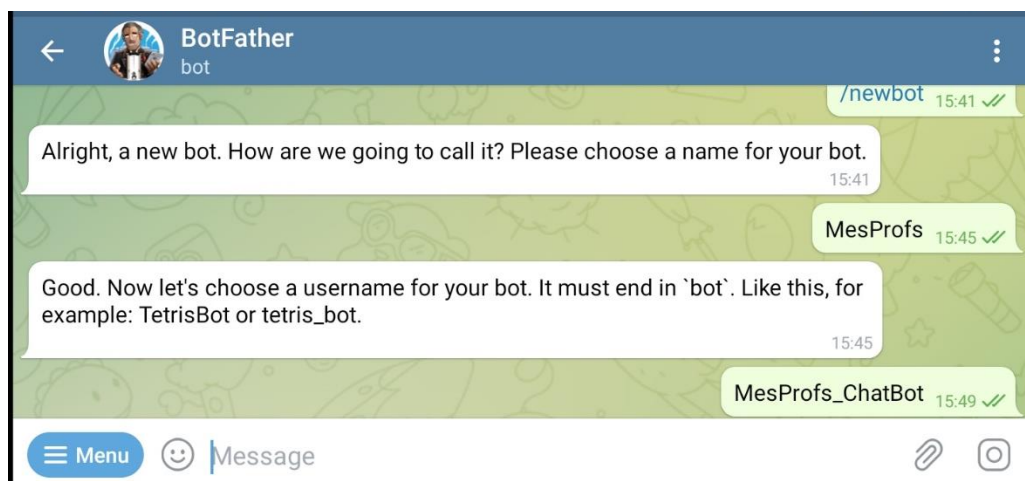 BotFather
bot
/newbot 15:41
Alright, a new bot. How are we going to call it? Please choose a name for your bot.
15:41
MesProfs 15:45
Good. Now let's choose a username for your bot. It must end in `bot`. Like this, for
example: TetrisBot or tetris_bot.
15:45
MesProfs_ChatBot 15:49
Menu
Message